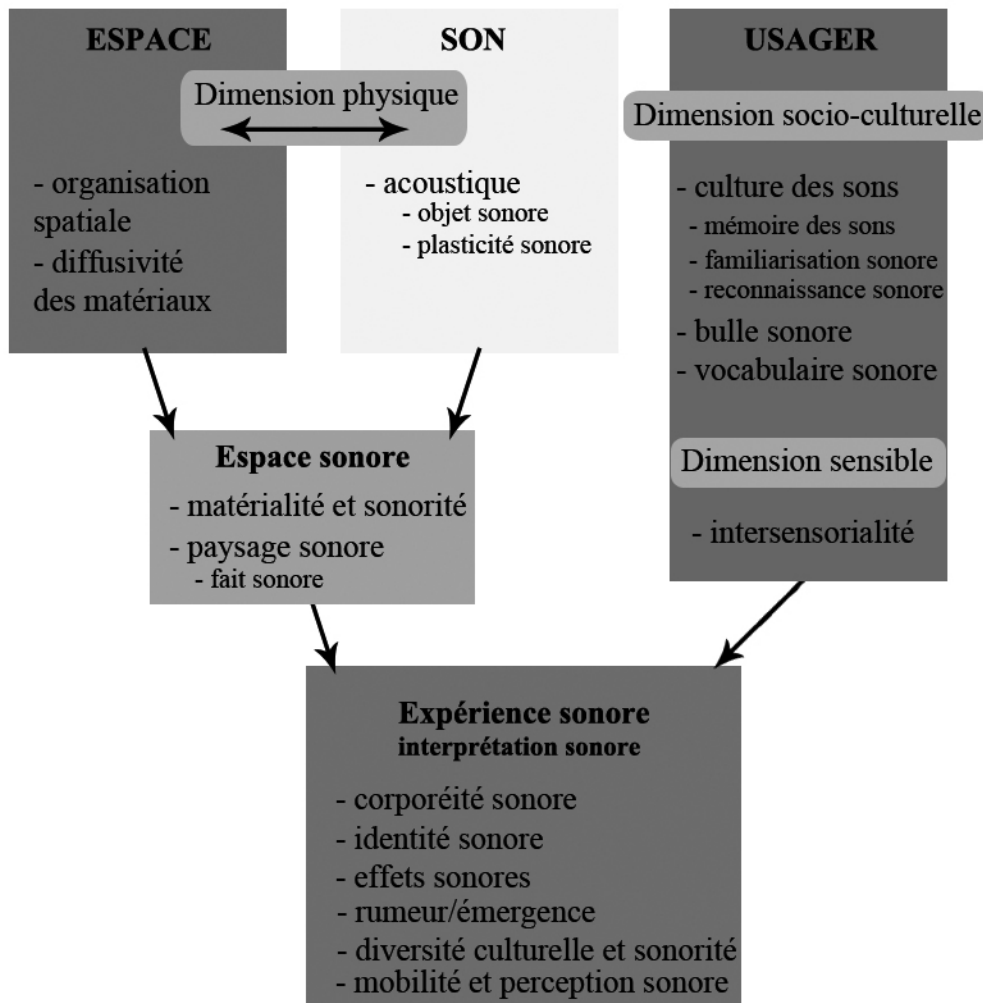 ESPACE
SON
USAGER
Dimension physique
Dimension socio-culturelle
- organisation
spatiale
- diffusivité
des matériaux
- acoustique
- objet sonore
- plasticité sonore
- culture des sons
- mémoire des sons
- familiarisation sonore
- reconnaissance sonore
- bulle sonore
- vocabulaire sonore
Dimension sensible
- intersensorialité
Espace sonore
- matérialité et sonorité
- paysage sonore
- fait sonore
Expérience sonore
interprétation sonore
- corporéité sonore
- identité sonore
- effets sonores
- rumeur/émergence
- diversité culturelle et sonorité
- mobilité et perception sonore